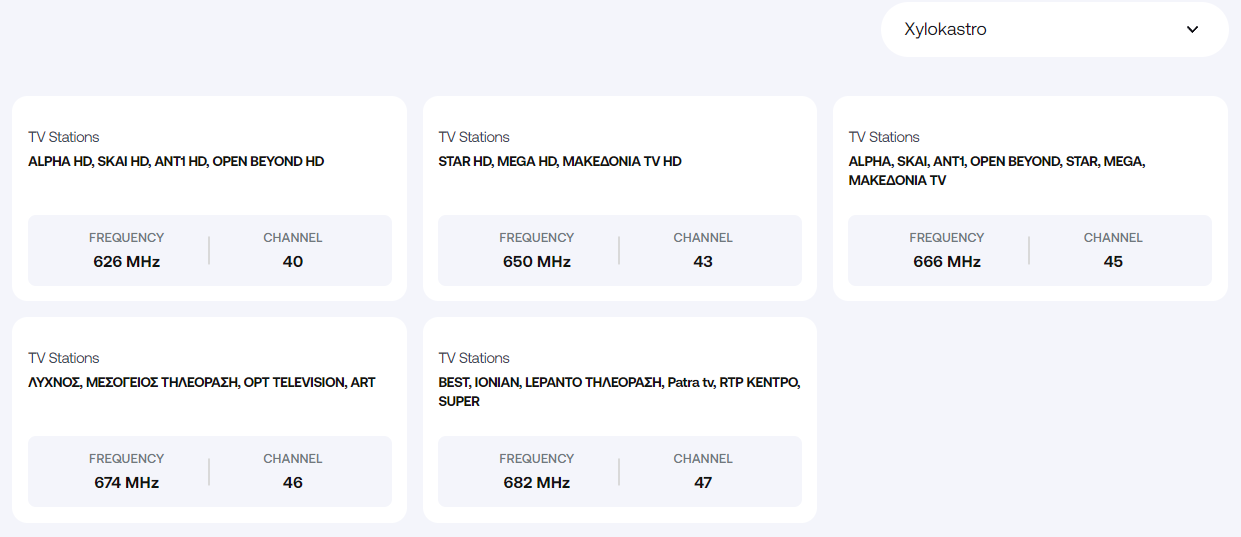 Xylokastro
TV Stations
ALPHA HD, SKAI HD, ANT1 HD, OPEN BEYOND HD
FREQUENCY
626 MHz
CHANNEL
40
TV Stations
STAR HD, MEGA HD, ΜΑΚΕΔΟΝΙΑ TV HD
FREQUENCY
650 MHz
CHANNEL
43
TV Stations
ALPHA, SKAI, ANT1, OPEN BEYOND, STAR, MEGA,
ΜΑΚΕΔΟΝΙΑ TV
FREQUENCY
666 MHz
CHANNEL
45
TV Stations
ΛΥΧΝΟΣ, ΜΕΣΟΓΕΙΟΣ ΤΗΛΕΟΡΑΣΗ, ΟΡΤ TELEVISION, ART
FREQUENCY
674 MHz
CHANNEL
46
TV Stations
BEST, IONIAN, LEPANTO ΤΗΛΕΟΡΑΣΗ, Patra tv, RTP ΚΕΝΤΡΟ,
SUPER
FREQUENCY
682 MHz
CHANNEL
47